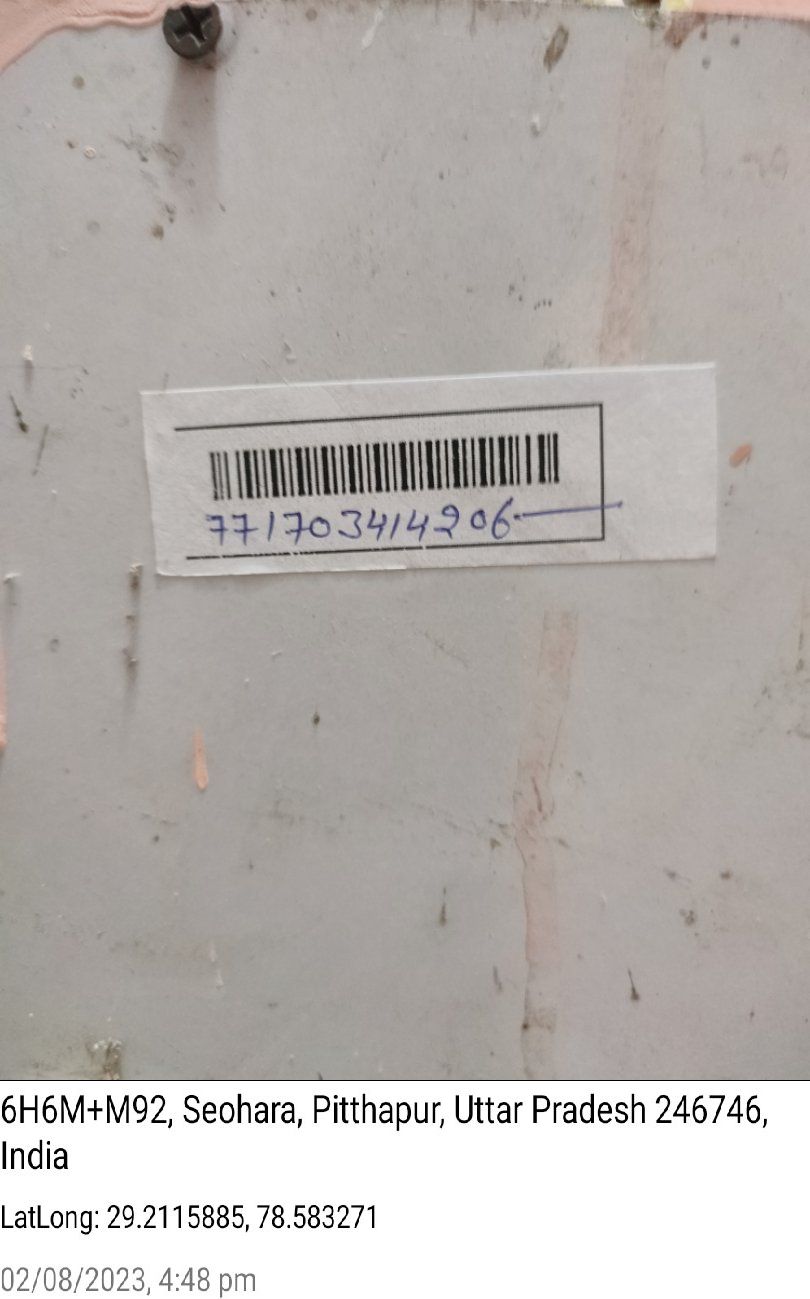 771703414206
6H6M+M92, Seohara, Pitthapur, Uttar Pradesh 246746,
India
LatLong: 29.2115885, 78.583271
02/08/2023, 4:48 pm